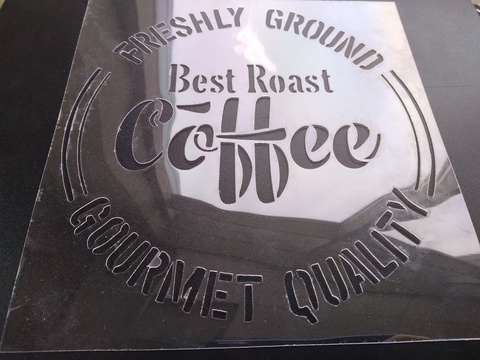 FRESHLY GROUND
Best Roast
Coffee
GOURMET QUALITY